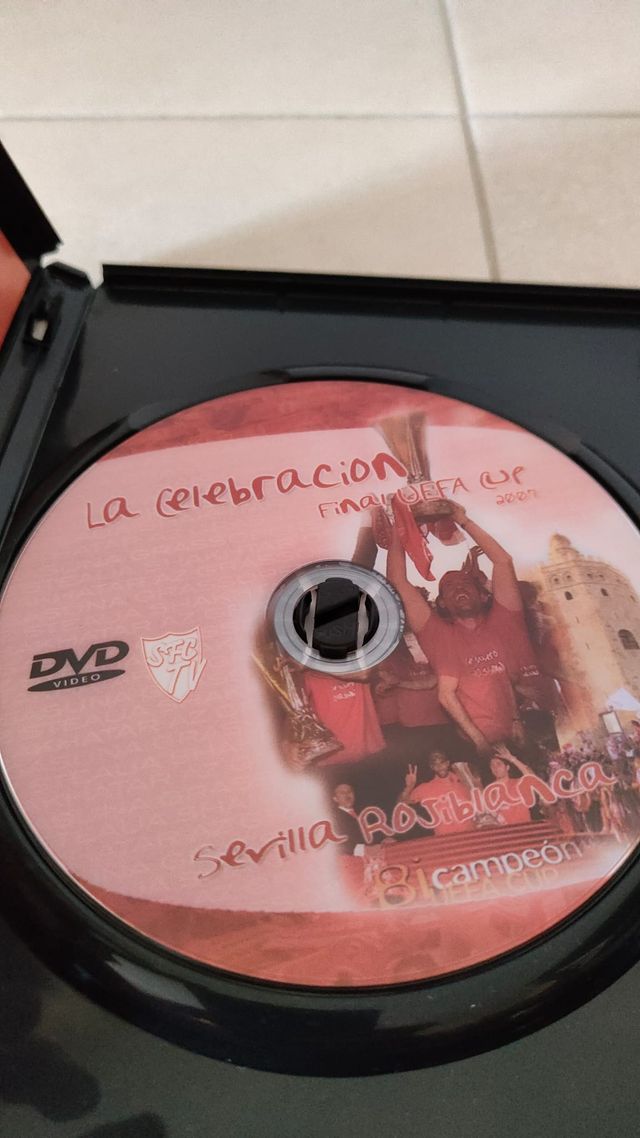 La Celebracion
Final UEFA CUP
2007
DVD
VIDEO
SFC
TV
Sevilla Rojiblanca
campeón
UEFA CUP